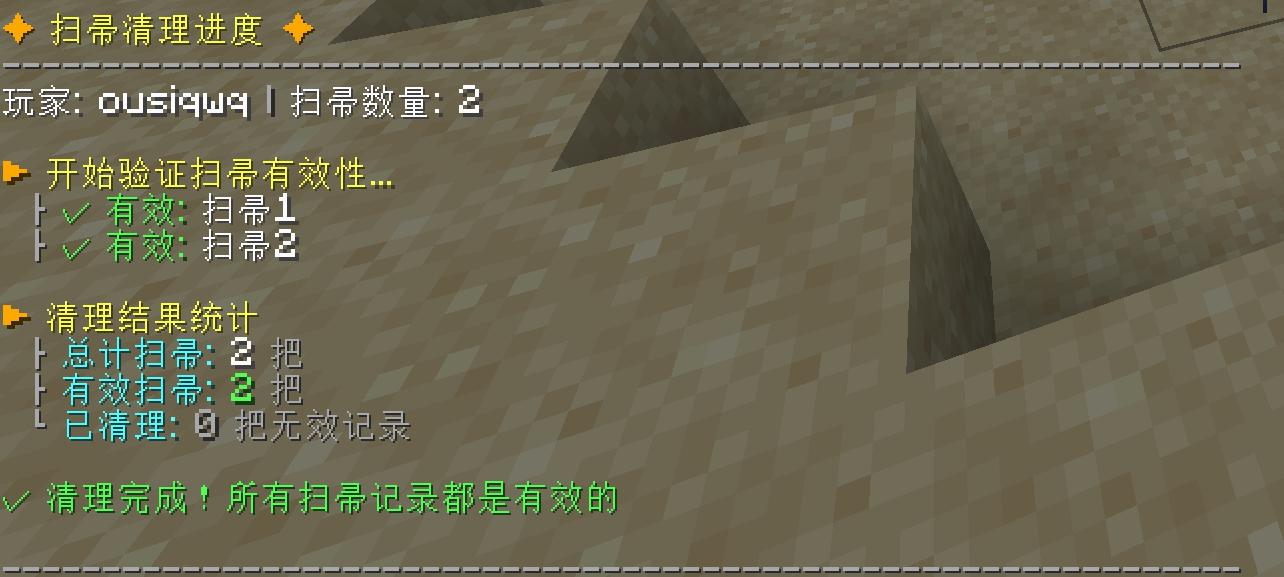 ✦ 扫帚清理进度 ✦
玩家: ousiqwq | 扫帚数量: 2
► 开始验证扫帚有效性...
├ ✓ 有效: 扫帚1
├ ✓ 有效: 扫帚2
► 清理结果统计
├ 总计扫帚: 2 把
├ 有效扫帚: 2 把
└ 已清理: 0 把无效记录
✓ 清理完成！所有扫帚记录都是有效的